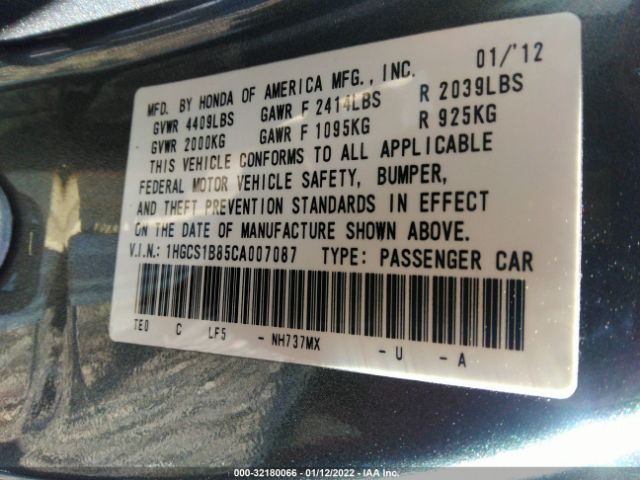 MFD. BY HONDA OF AMERICA MFG., INC. 01/'12
GVWR 4409LBS GAWR F 2414LBS R 2039LBS
GVWR 2000KG GAWR F 1095KG R 925KG
THIS VEHICLE CONFORMS TO ALL APPLICABLE
FEDERAL MOTOR VEHICLE SAFETY, BUMPER,
AND THEFT PREVENTION STANDARDS IN EFFECT
ON THE DATE OF MANUFACTURE SHOWN ABOVE.
V.I.N.: 1HGCS1B85CA007087 TYPE: PASSENGER CAR
TE0 C LF5 - NH737MX - U - A
000-32180066 - 01/12/2022 - IAA Inc.